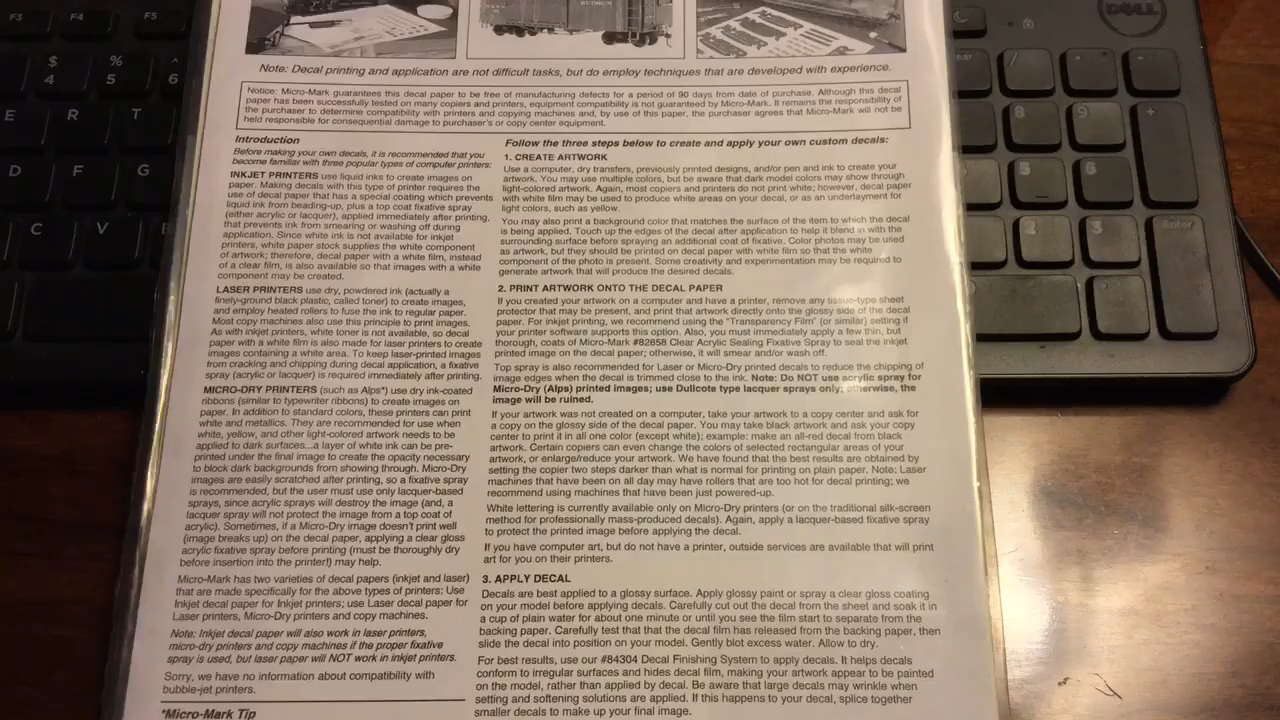 HUDSON
Note: Decal printing and application are not difficult tasks, but do employ techniques that are developed with experience.
Notice: Micro-Mark guarantees this decal paper to be free of manufacturing defects for a period of 90 days from date of purchase. Although this decal
paper has been successfully tested on many copiers and printers, equipment compatibility is not guaranteed by Micro-Mark. It remains the responsibility of
the purchaser to determine compatibility with printers and copying machines and, by use of this paper, the purchaser agrees that Micro-Mark will not be
held responsible for consequential damage to purchaser's or copy center equipment.
Introduction
Before making your own decals, it is recommended that you
become familiar with three popular types of computer printers:
INKJET PRINTERS use liquid inks to create images on
paper. Making decals with this type of printer requires the
use of decal paper that has a special coating which prevents
liquid ink from beading-up, plus a top coat fixative spray
(either acrylic or lacquer), applied immediately after printing,
that prevents ink from smearing or washing off during
application. Since white ink is not available for inkjet
printers, white paper stock supplies the white component
of artwork; therefore, decal paper with a white film, instead
of a clear film, is also available so that images with a white
component may be created.
LASER PRINTERS use dry, powdered ink (actually a
finely-ground black plastic, called toner) to create images,
and employ heated rollers to fuse the ink to regular paper.
Most copy machines also use this principle to print images.
As with inkjet printers, white toner is not available, so decal
paper with a white film is also made for laser printers to create
images containing a white area. To keep laser-printed images
from cracking and chipping during decal application, a fixative
spray (acrylic or lacquer) is required immediately after printing.
MICRO-DRY PRINTERS (such as Alps*) use dry ink-coated
ribbons (similar to typewriter ribbons) to create images on
paper. In addition to standard colors, these printers can print
white and metallics. They are recommended for use when
white, yellow, and other light-colored artwork needs to be
applied to dark surfaces...a layer of white ink can be pre-
printed under the final image to create the opacity necessary
to block dark backgrounds from showing through. Micro-Dry
images are easily scratched after printing, so a fixative spray
is recommended, but the user must use only lacquer-based
sprays, since acrylic sprays will destroy the image (and, a
lacquer spray will not protect the image from a top coat of
acrylic). Sometimes, if a Micro-Dry image doesn't print well
(image breaks up) on the decal paper, applying a clear gloss
acrylic fixative spray before printing (must be thoroughly dry
before insertion into the printer!) may help.
Micro-Mark has two varieties of decal papers (inkjet and laser)
that are made specifically for the above types of printers: Use
Inkjet decal paper for Inkjet printers; use Laser decal paper for
Laser printers, Micro-Dry printers and copy machines.
Note: Inkjet decal paper will also work in laser printers,
micro-dry printers and copy machines if the proper fixative
spray is used, but laser paper will NOT work in inkjet printers.
Sorry, we have no information about compatibility with
bubble-jet printers.
*Micro-Mark Tip
Follow the three steps below to create and apply your own custom decals:
1. CREATE ARTWORK
Use a computer, dry transfers, previously printed designs, and/or pen and ink to create your
artwork. You may use multiple colors, but be aware that dark model colors may show through
light-colored artwork. Again, most copiers and printers do not print white; however, decal paper
with white film may be used to produce white areas on your decal, or as an underlayment for
light colors, such as yellow.
You may also print a background color that matches the surface of the item to which the decal
is being applied. Touch up the edges of the decal after application to help it blend in with the
surrounding surface before spraying an additional coat of fixative. Color photos may be used
as artwork, but they should be printed on decal paper with white film so that the white
component of the photo is present. Some creativity and experimentation may be required to
generate artwork that will produce the desired decals.
2. PRINT ARTWORK ONTO THE DECAL PAPER
If you created your artwork on a computer and have a printer, remove any tissue-type sheet
protector that may be present, and print that artwork directly onto the glossy side of the decal
paper. For inkjet printing, we recommend using the "Transparency Film" (or similar) setting if
your printer software supports this option. Also, you must immediately apply a few thin, but
thorough, coats of Micro-Mark #82858 Clear Acrylic Sealing Fixative Spray to seal the inkjet
printed image on the decal paper; otherwise, it will smear and/or wash off.
Top spray is also recommended for Laser or Micro-Dry printed decals to reduce the chipping of
image edges when the decal is trimmed close to the ink. Note: Do NOT use acrylic spray for
Micro-Dry (Alps) printed images; use Dullcote type lacquer sprays only; otherwise, the
image will be ruined.
If your artwork was not created on a computer, take your artwork to a copy center and ask for
a copy on the glossy side of the decal paper. You may take black artwork and ask your copy
center to print it in all one color (except white); example: make an all-red decal from black
artwork. Certain copiers can even change the colors of selected rectangular areas of your
artwork, or enlarge/reduce your artwork. We have found that the best results are obtained by
setting the copier two steps darker than what is normal for printing on plain paper. Note: Laser
machines that have been on all day may have rollers that are too hot for decal printing; we
recommend using machines that have been just powered-up.
White lettering is currently available only on Micro-Dry printers (or on the traditional silk-screen
method for professionally mass-produced decals). Again, apply a lacquer-based fixative spray
to protect the printed image before applying the decal.
If you have computer art, but do not have a printer, outside services are available that will print
art for you on their printers.
3. APPLY DECAL
Decals are best applied to a glossy surface. Apply glossy paint or spray a clear gloss coating
on your model before applying decals. Carefully cut out the decal from the sheet and soak it in
a cup of plain water for about one minute or until you see the film start to separate from the
backing paper. Carefully test that that the decal film has released from the backing paper, then
slide the decal into position on your model. Gently blot excess water. Allow to dry.
For best results, use our #84304 Decal Finishing System to apply decals. It helps decals
conform to irregular surfaces and hides decal film, making your artwork appear to be painted
on the model, rather than applied by decal. Be aware that large decals may wrinkle when
setting and softening solutions are applied. If this happens to your decal, splice together
smaller decals to make up your final image.
F3 F4 F5
$ % ^
4 5 6
E R T
D F G
C V B
DELL
/ * -
8 9 +
5 6
2 3 Enter